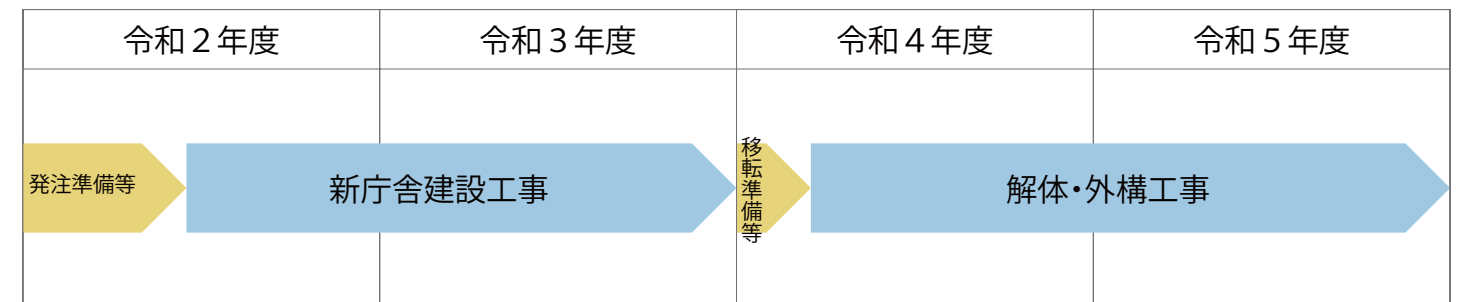 令和２年度
令和３年度
令和４年度
令和５年度
発注準備等
新庁舎建設工事
移転準備等
解体・外構工事